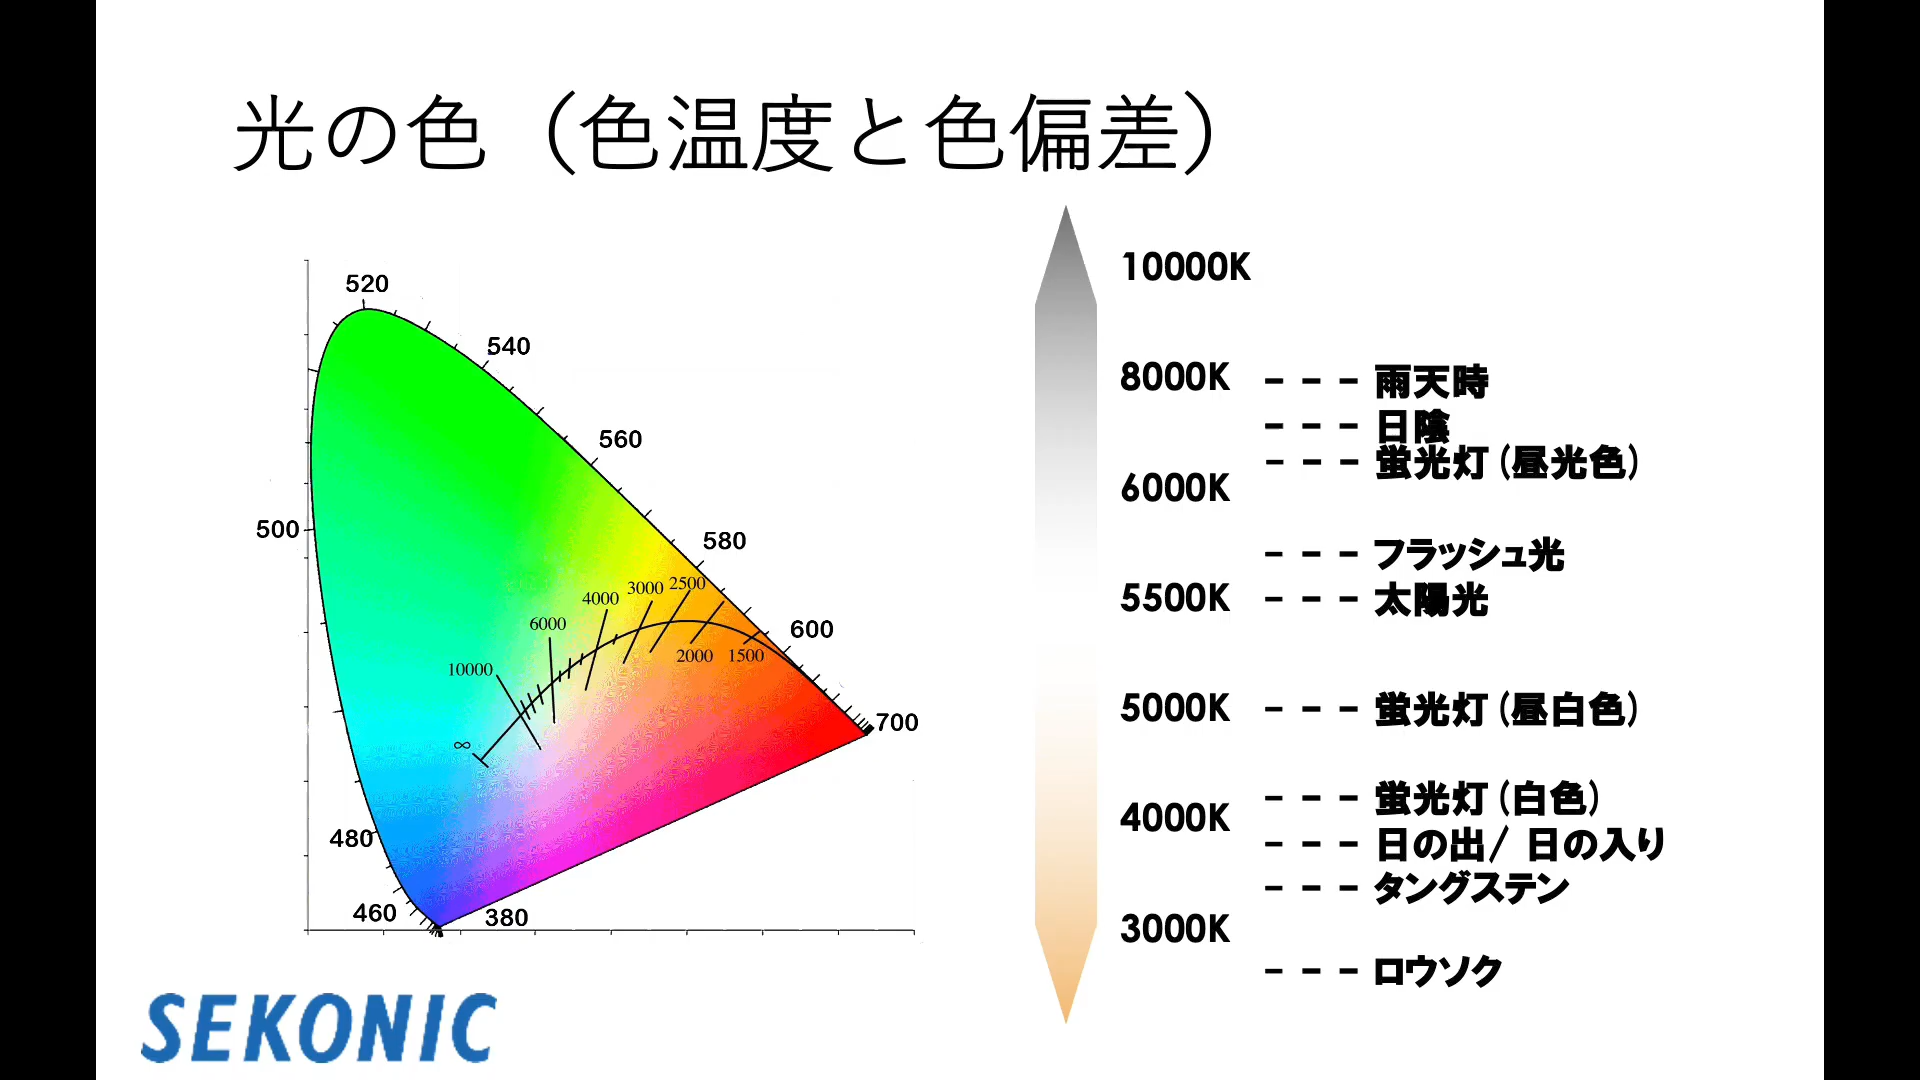 光の色（色温度と色偏差）
520
540
560
500
580
4000 3000 2500
6000
600
10000
2000 1500
∞
700
480
460
380
10000K
8000K - - - 雨天時
- - - 日陰
- - - 蛍光灯(昼光色)
6000K
- - - フラッシュ光
5500K - - - 太陽光
5000K - - - 蛍光灯(昼白色)
- - - 蛍光灯(白色)
4000K
- - - 日の出/ 日の入り
- - - タングステン
3000K
- - - ロウソク
SEKONIC